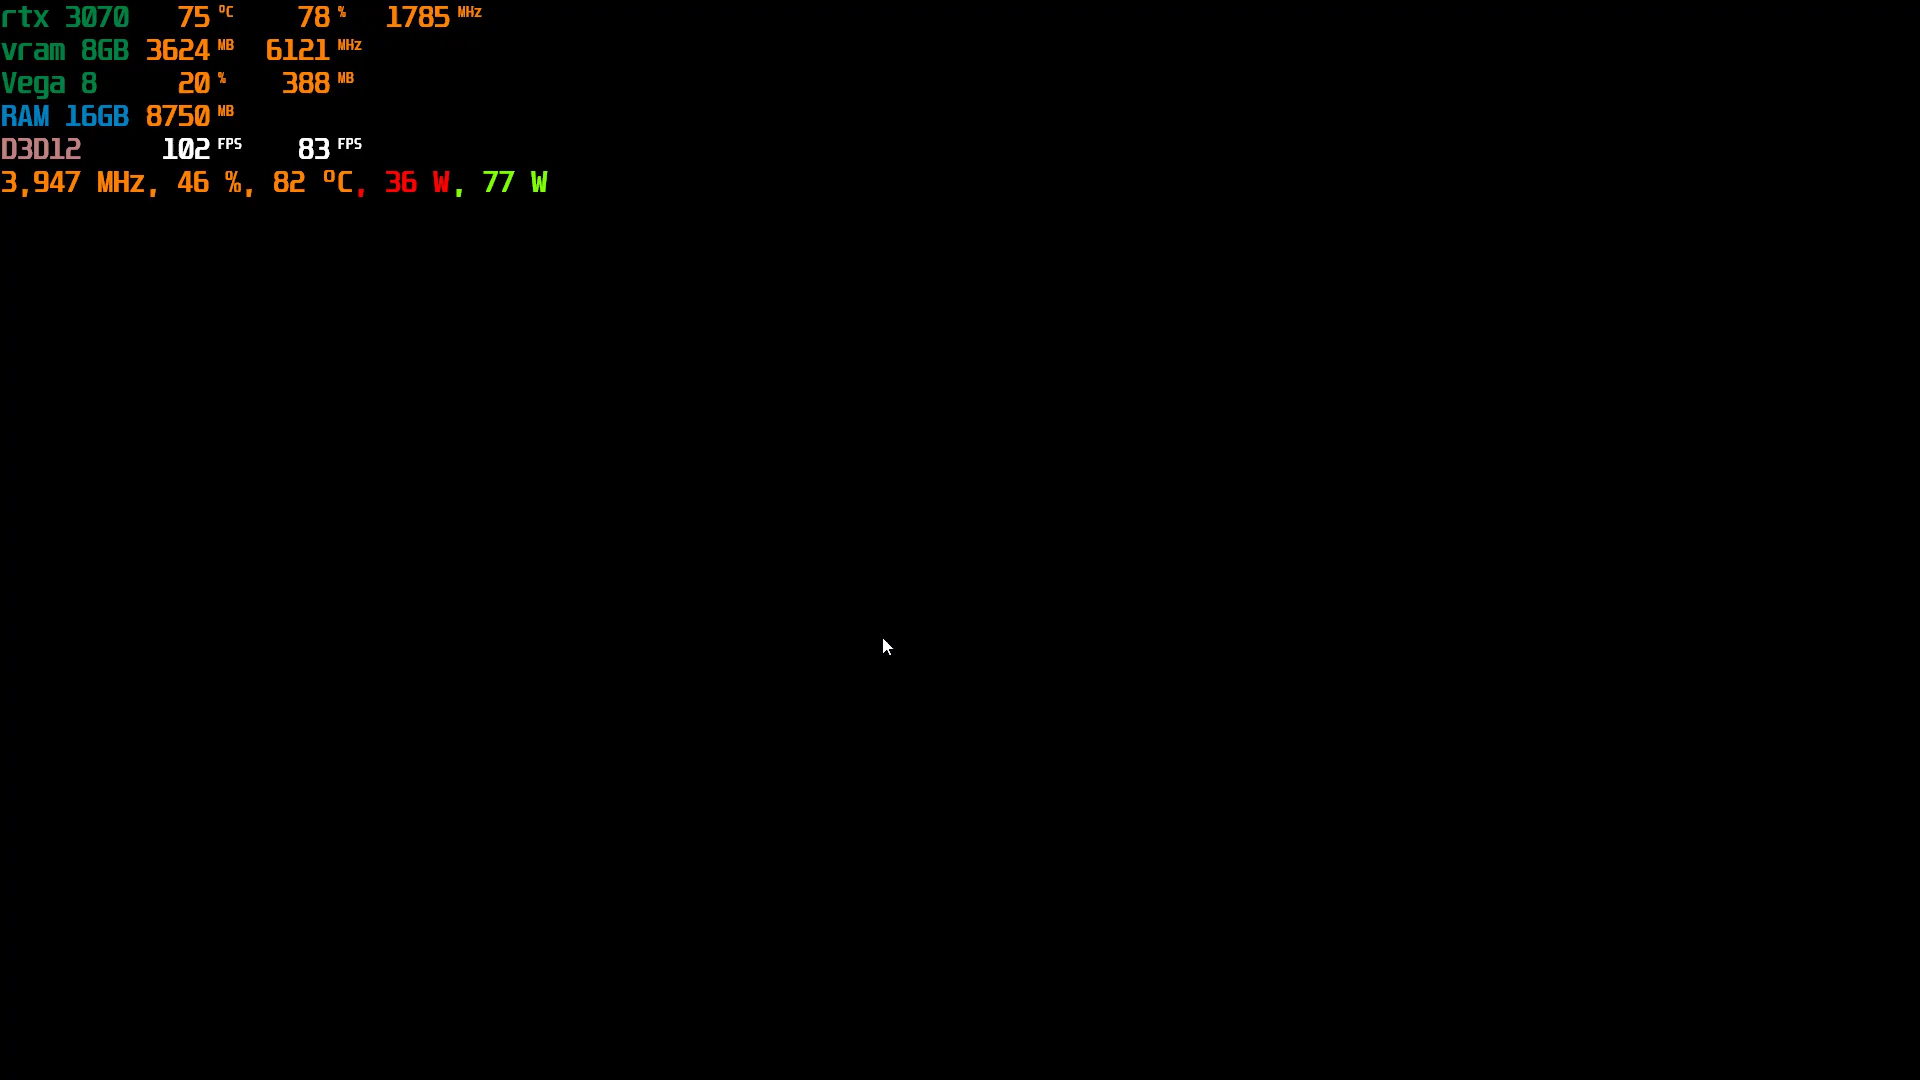 rtx 3070 75 °C 78 % 1785 MHz
vram 8GB 3624 MB 6121 MHz
Vega 8 20 % 388 MB
RAM 16GB 8750 MB
D3D12 102 FPS 83 FPS
3,947 MHz, 46 %, 82 °C, 36 W, 77 W